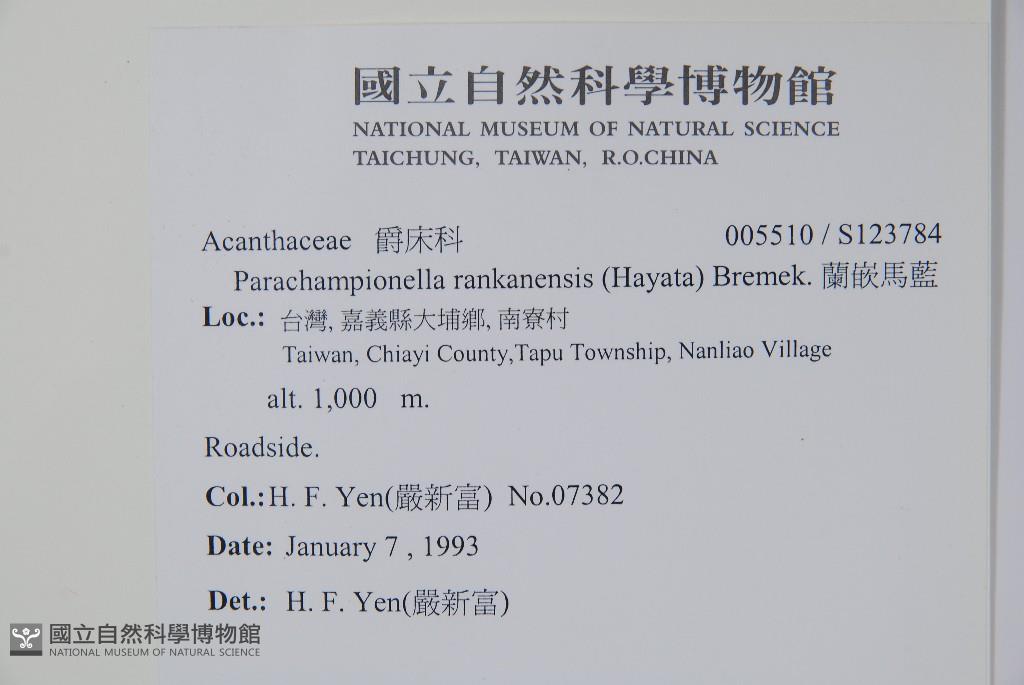 國立自然科學博物館
NATIONAL MUSEUM OF NATURAL SCIENCE
TAICHUNG, TAIWAN, R.O.CHINA
Acanthaceae 爵床科 005510 / S123784
Parachampionella rankanensis (Hayata) Bremek. 蘭嵌馬藍
Loc.: 台灣, 嘉義縣大埔鄉, 南寮村
Taiwan, Chiayi County,Tapu Township, Nanliao Village
alt. 1,000 m.
Roadside.
Col.:H. F. Yen(嚴新富) No.07382
Date: January 7 , 1993
Det.: H. F. Yen(嚴新富)
國立自然科學博物館
NATIONAL MUSEUM OF NATURAL SCIENCE